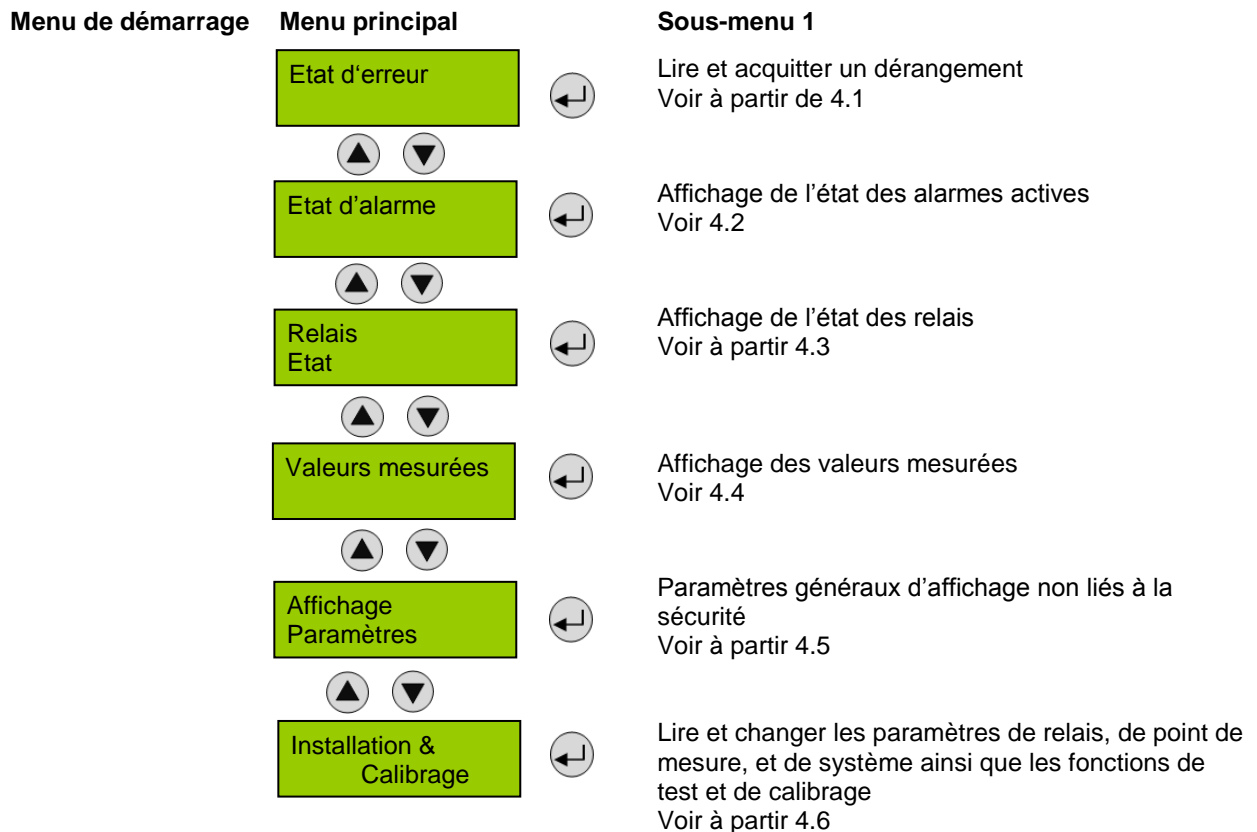 Menu de démarrage Menu principal Sous-menu 1
Etat d‘erreur
Lire et acquitter un dérangement
Voir à partir de 4.1
Etat d’alarme
Affichage de l’état des alarmes actives
Voir 4.2
Relais
Etat
Affichage de l’état des relais
Voir à partir 4.3
Valeurs mesurées
Affichage des valeurs mesurées
Voir 4.4
Affichage
Paramètres
Paramètres généraux d’affichage non liés à la
sécurité
Voir à partir 4.5
Installation &
Calibrage
Lire et changer les paramètres de relais, de point de
mesure, et de système ainsi que les fonctions de
test et de calibrage
Voir à partir 4.6